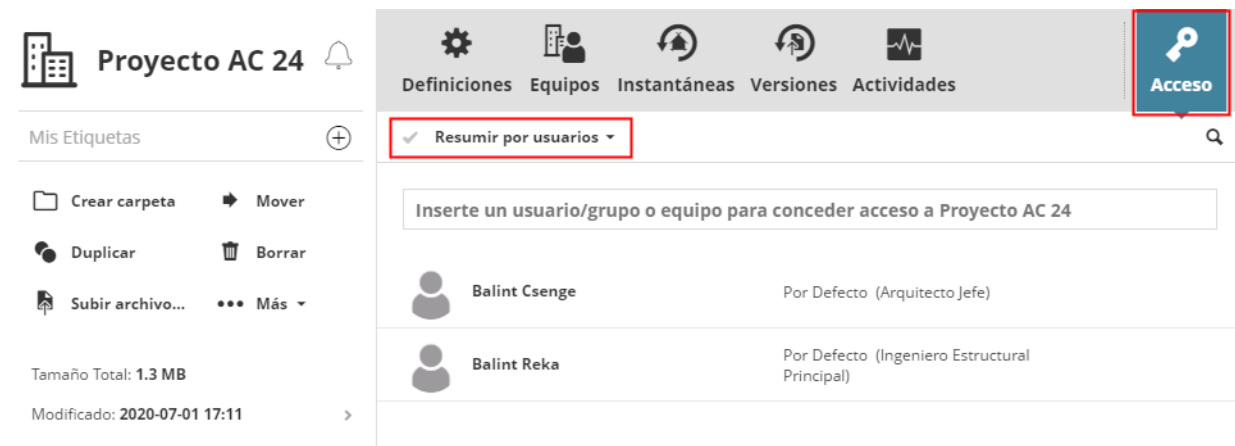 Proyecto AC 24
Mis Etiquetas
Crear carpeta
Mover
Duplicar
Borrar
Subir archivo...
Más
Tamaño Total: 1.3 MB
Modificado: 2020-07-01 17:11
Definiciones
Equipos
Instantáneas
Versiones
Actividades
Acceso
Resumir por usuarios
Inserte un usuario/grupo o equipo para conceder acceso a Proyecto AC 24
Balint Csenge
Por Defecto (Arquitecto Jefe)
Balint Reka
Por Defecto (Ingeniero Estructural
Principal)